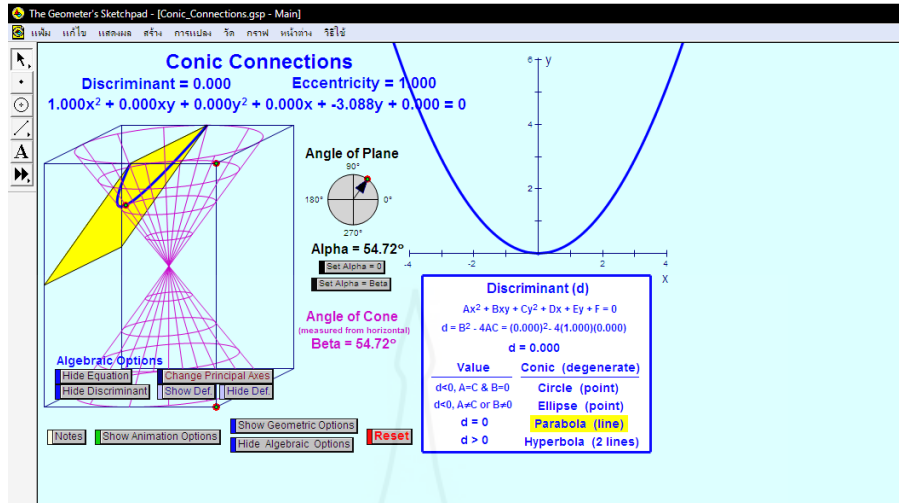 The Geometer's Sketchpad - [Conic_Connections.gsp - Main]
แฟ้ม แก้ไข แสดงผล สร้าง การแปลง วัด กราฟ หน้าต่าง วิธีใช้
Conic Connections
Discriminant = 0.000 Eccentricity = 1.000
1.000x² + 0.000xy + 0.000y² + 0.000x + -3.088y + 0.000 = 0
A
Angle of Plane
90°
180° 0°
270°
Alpha = 54.72°
Set Alpha = 0
Set Alpha = Beta
Angle of Cone
(measured from horizontal)
Beta = 54.72°
6 y
4
2
-4 -2 2 4
x
Discriminant (d)
Ax² + Bxy + Cy² + Dx + Ey + F = 0
d = B² - 4AC = (0.000)² - 4(1.000)(0.000)
d = 0.000
Value Conic (degenerate)
d<0, A=C & B=0 Circle (point)
d<0, A≠C or B≠0 Ellipse (point)
d = 0 Parabola (line)
d > 0 Hyperbola (2 lines)
Algebraic Options
Hide Equation Change Principal Axes
Hide Discriminant Show Def. Hide Def.
Notes Show Animation Options
Show Geometric Options
Hide Algebraic Options
Reset